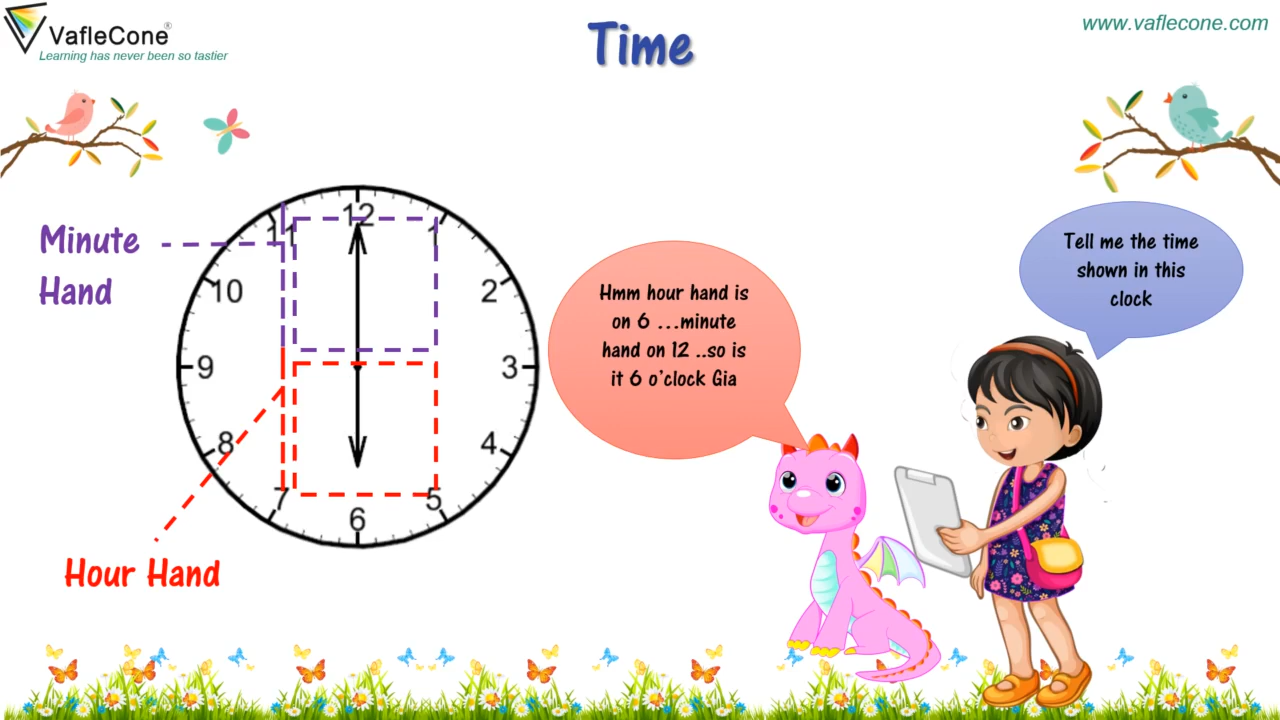 VafleCone®
Learning has never been so tastier
Time
www.vaflecone.com
Minute
Hand
Hour Hand
12
1
2
3
4
5
6
7
8
9
10
11
Hmm hour hand is
on 6 ...minute
hand on 12 ..so is
it 6 o'clock Gia
Tell me the time
shown in this
clock